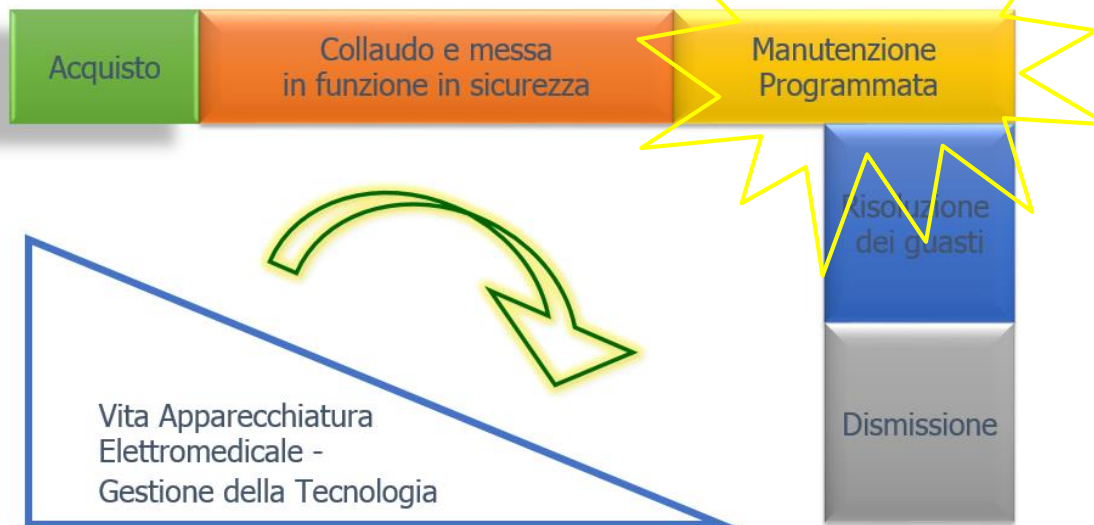 Acquisto
Collaudo e messa
in funzione in sicurezza
Manutenzione
Programmata
Risoluzione
dei guasti
Dismissione
Vita Apparecchiatura
Elettromedicale -
Gestione della Tecnologia